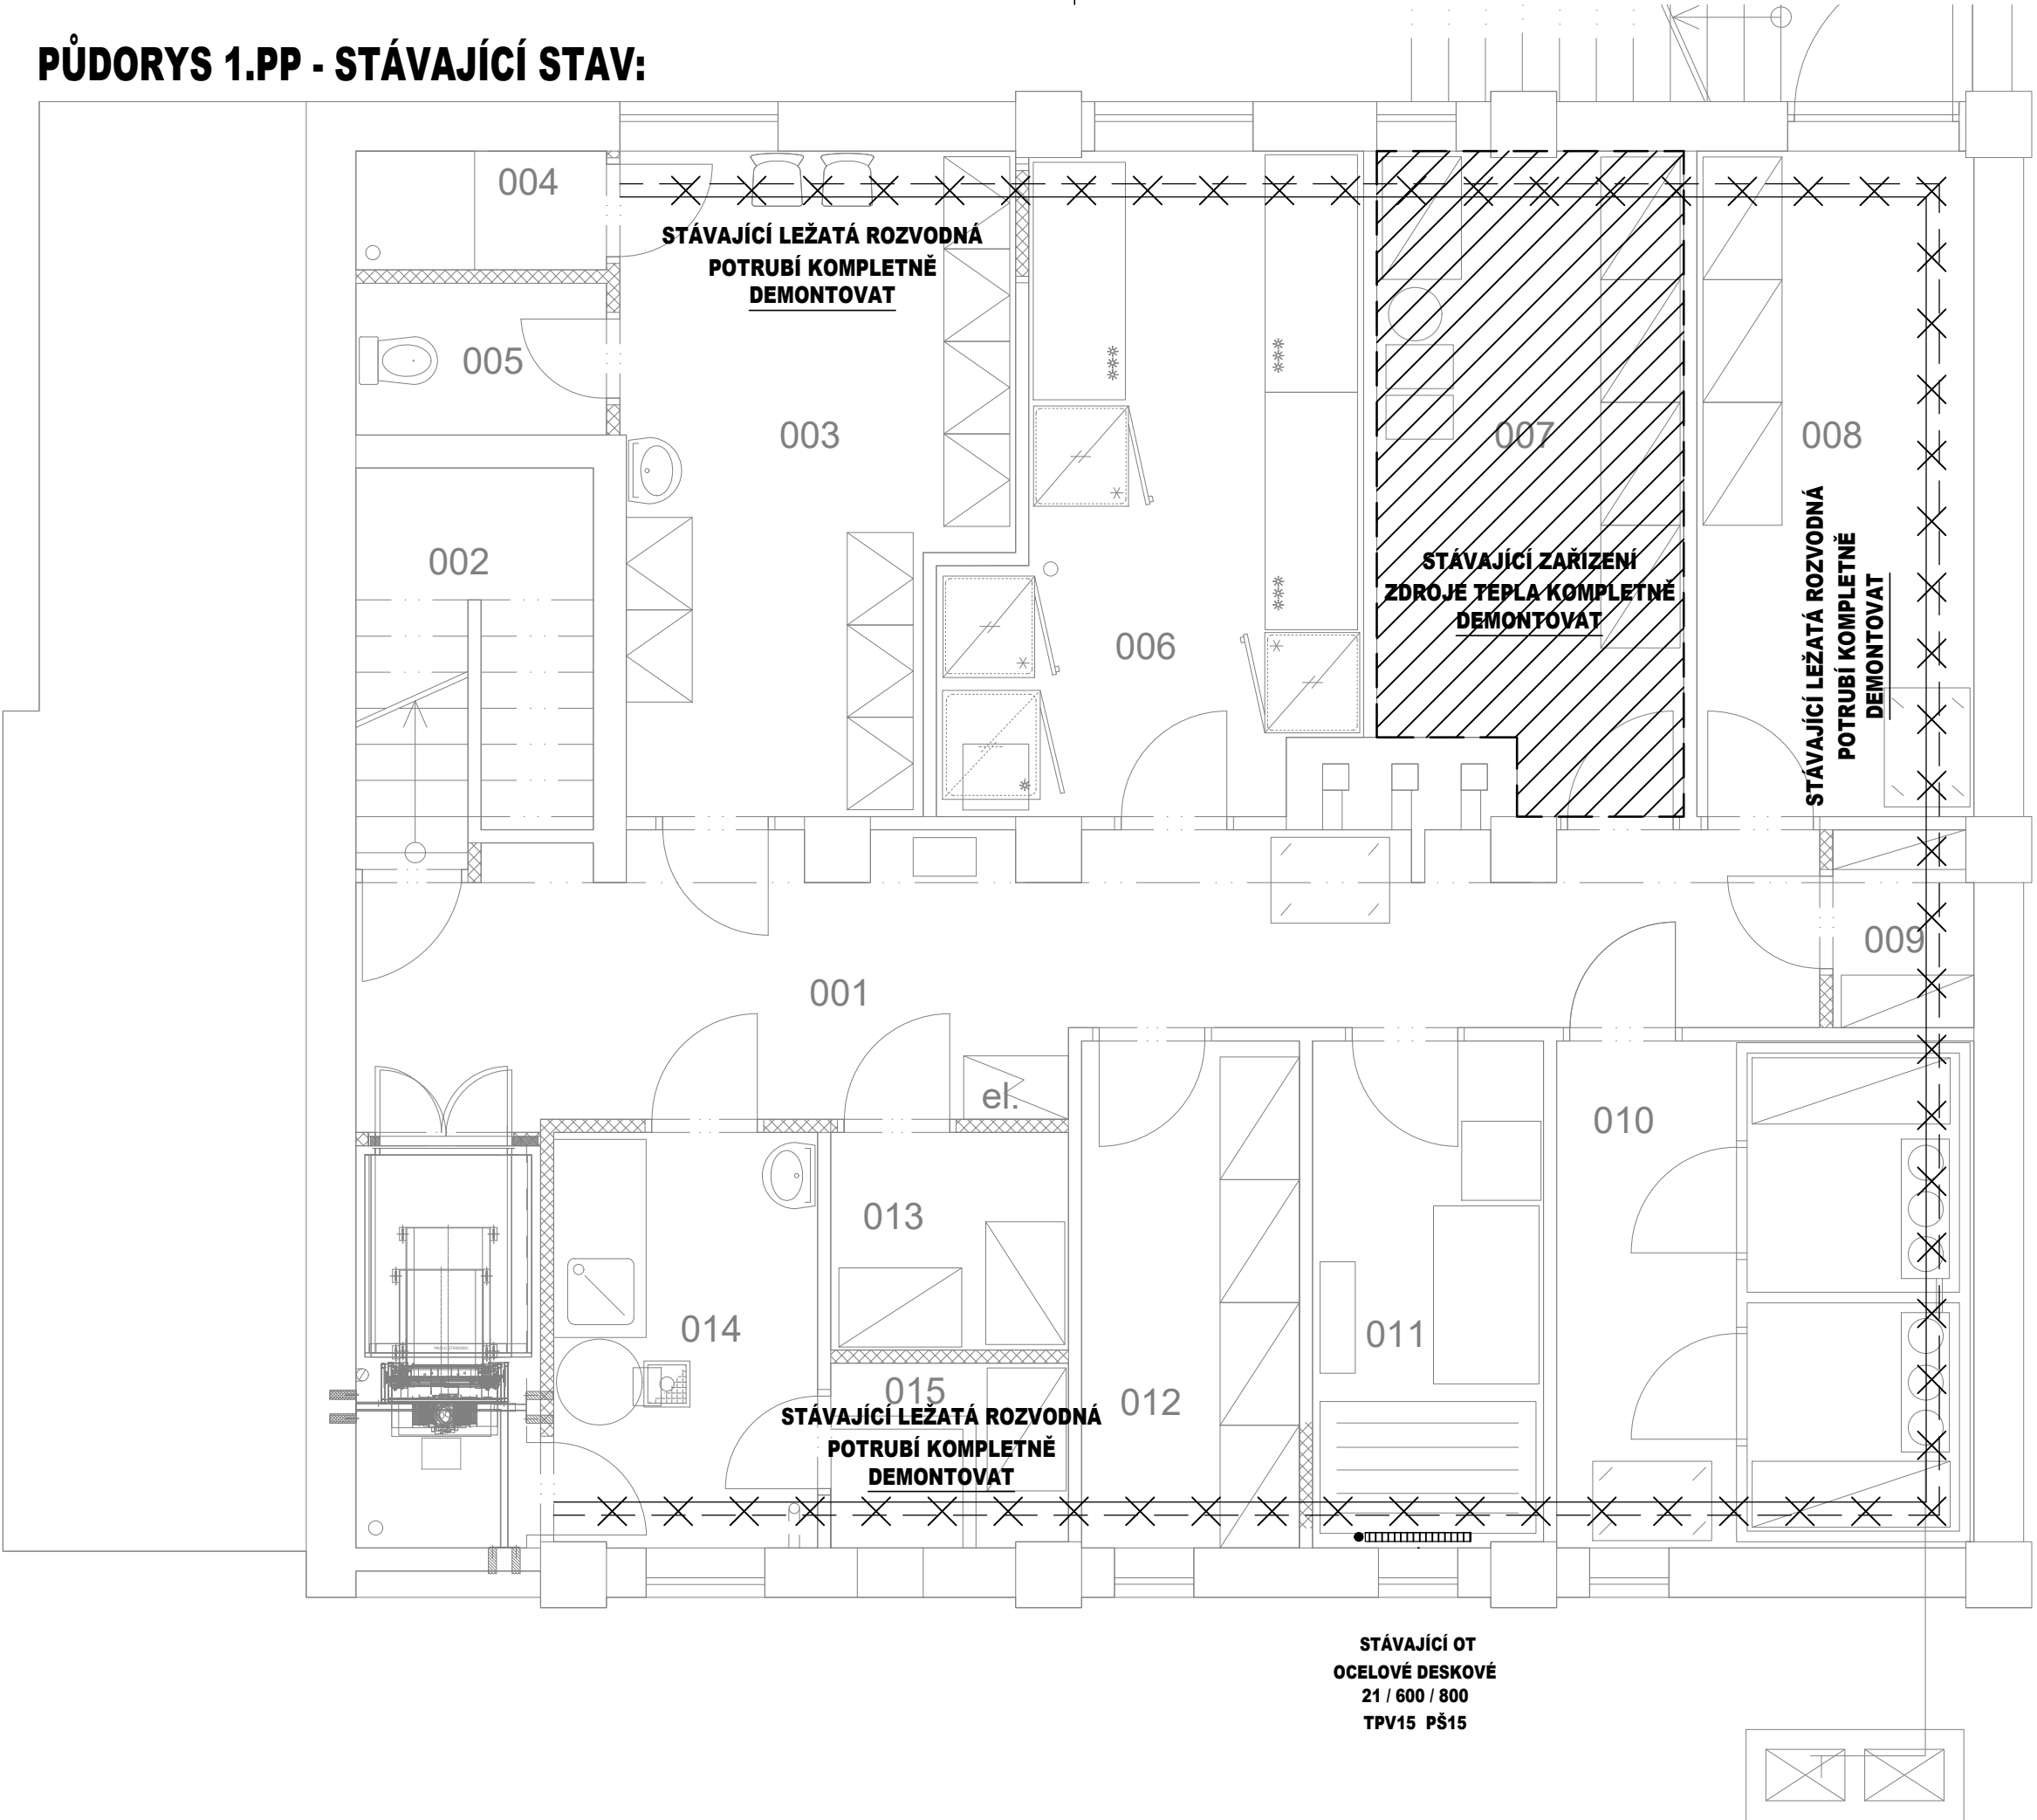 PŮDORYS 1.PP - STÁVAJÍCÍ STAV:
004
STÁVAJÍCÍ LEŽATÁ ROZVODNÁ
POTRUBÍ KOMPLETNĚ
DEMONTOVAT
005
003
007
008
002
STÁVAJÍCÍ ZAŘÍZENÍ
ZDROJE TEPLA KOMPLETNĚ
DEMONTOVAT
STÁVAJÍCÍ LEŽATÁ ROZVODNÁ
POTRUBÍ KOMPLETNĚ
DEMONTOVAT
006
009
001
el.
010
013
014
011
015
012
STÁVAJÍCÍ LEŽATÁ ROZVODNÁ
POTRUBÍ KOMPLETNĚ
DEMONTOVAT
STÁVAJÍCÍ OT
OCELOVÉ DESKOVÉ
21 / 600 / 800
TPV15 PŠ15